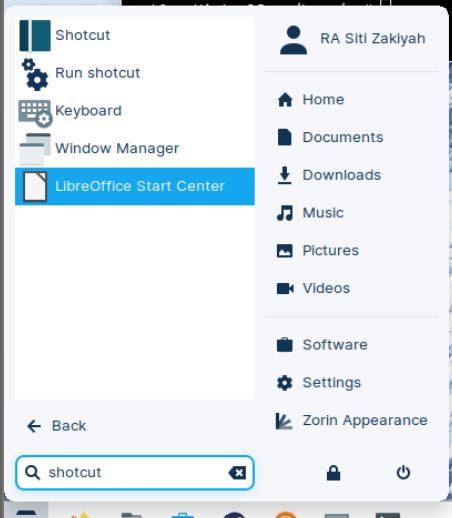 Shotcut
Run shotcut
Keyboard
Window Manager
LibreOffice Start Center
Back
shotcut
RA Siti Zakiyah
Home
Documents
Downloads
Music
Pictures
Videos
Software
Settings
Zorin Appearance